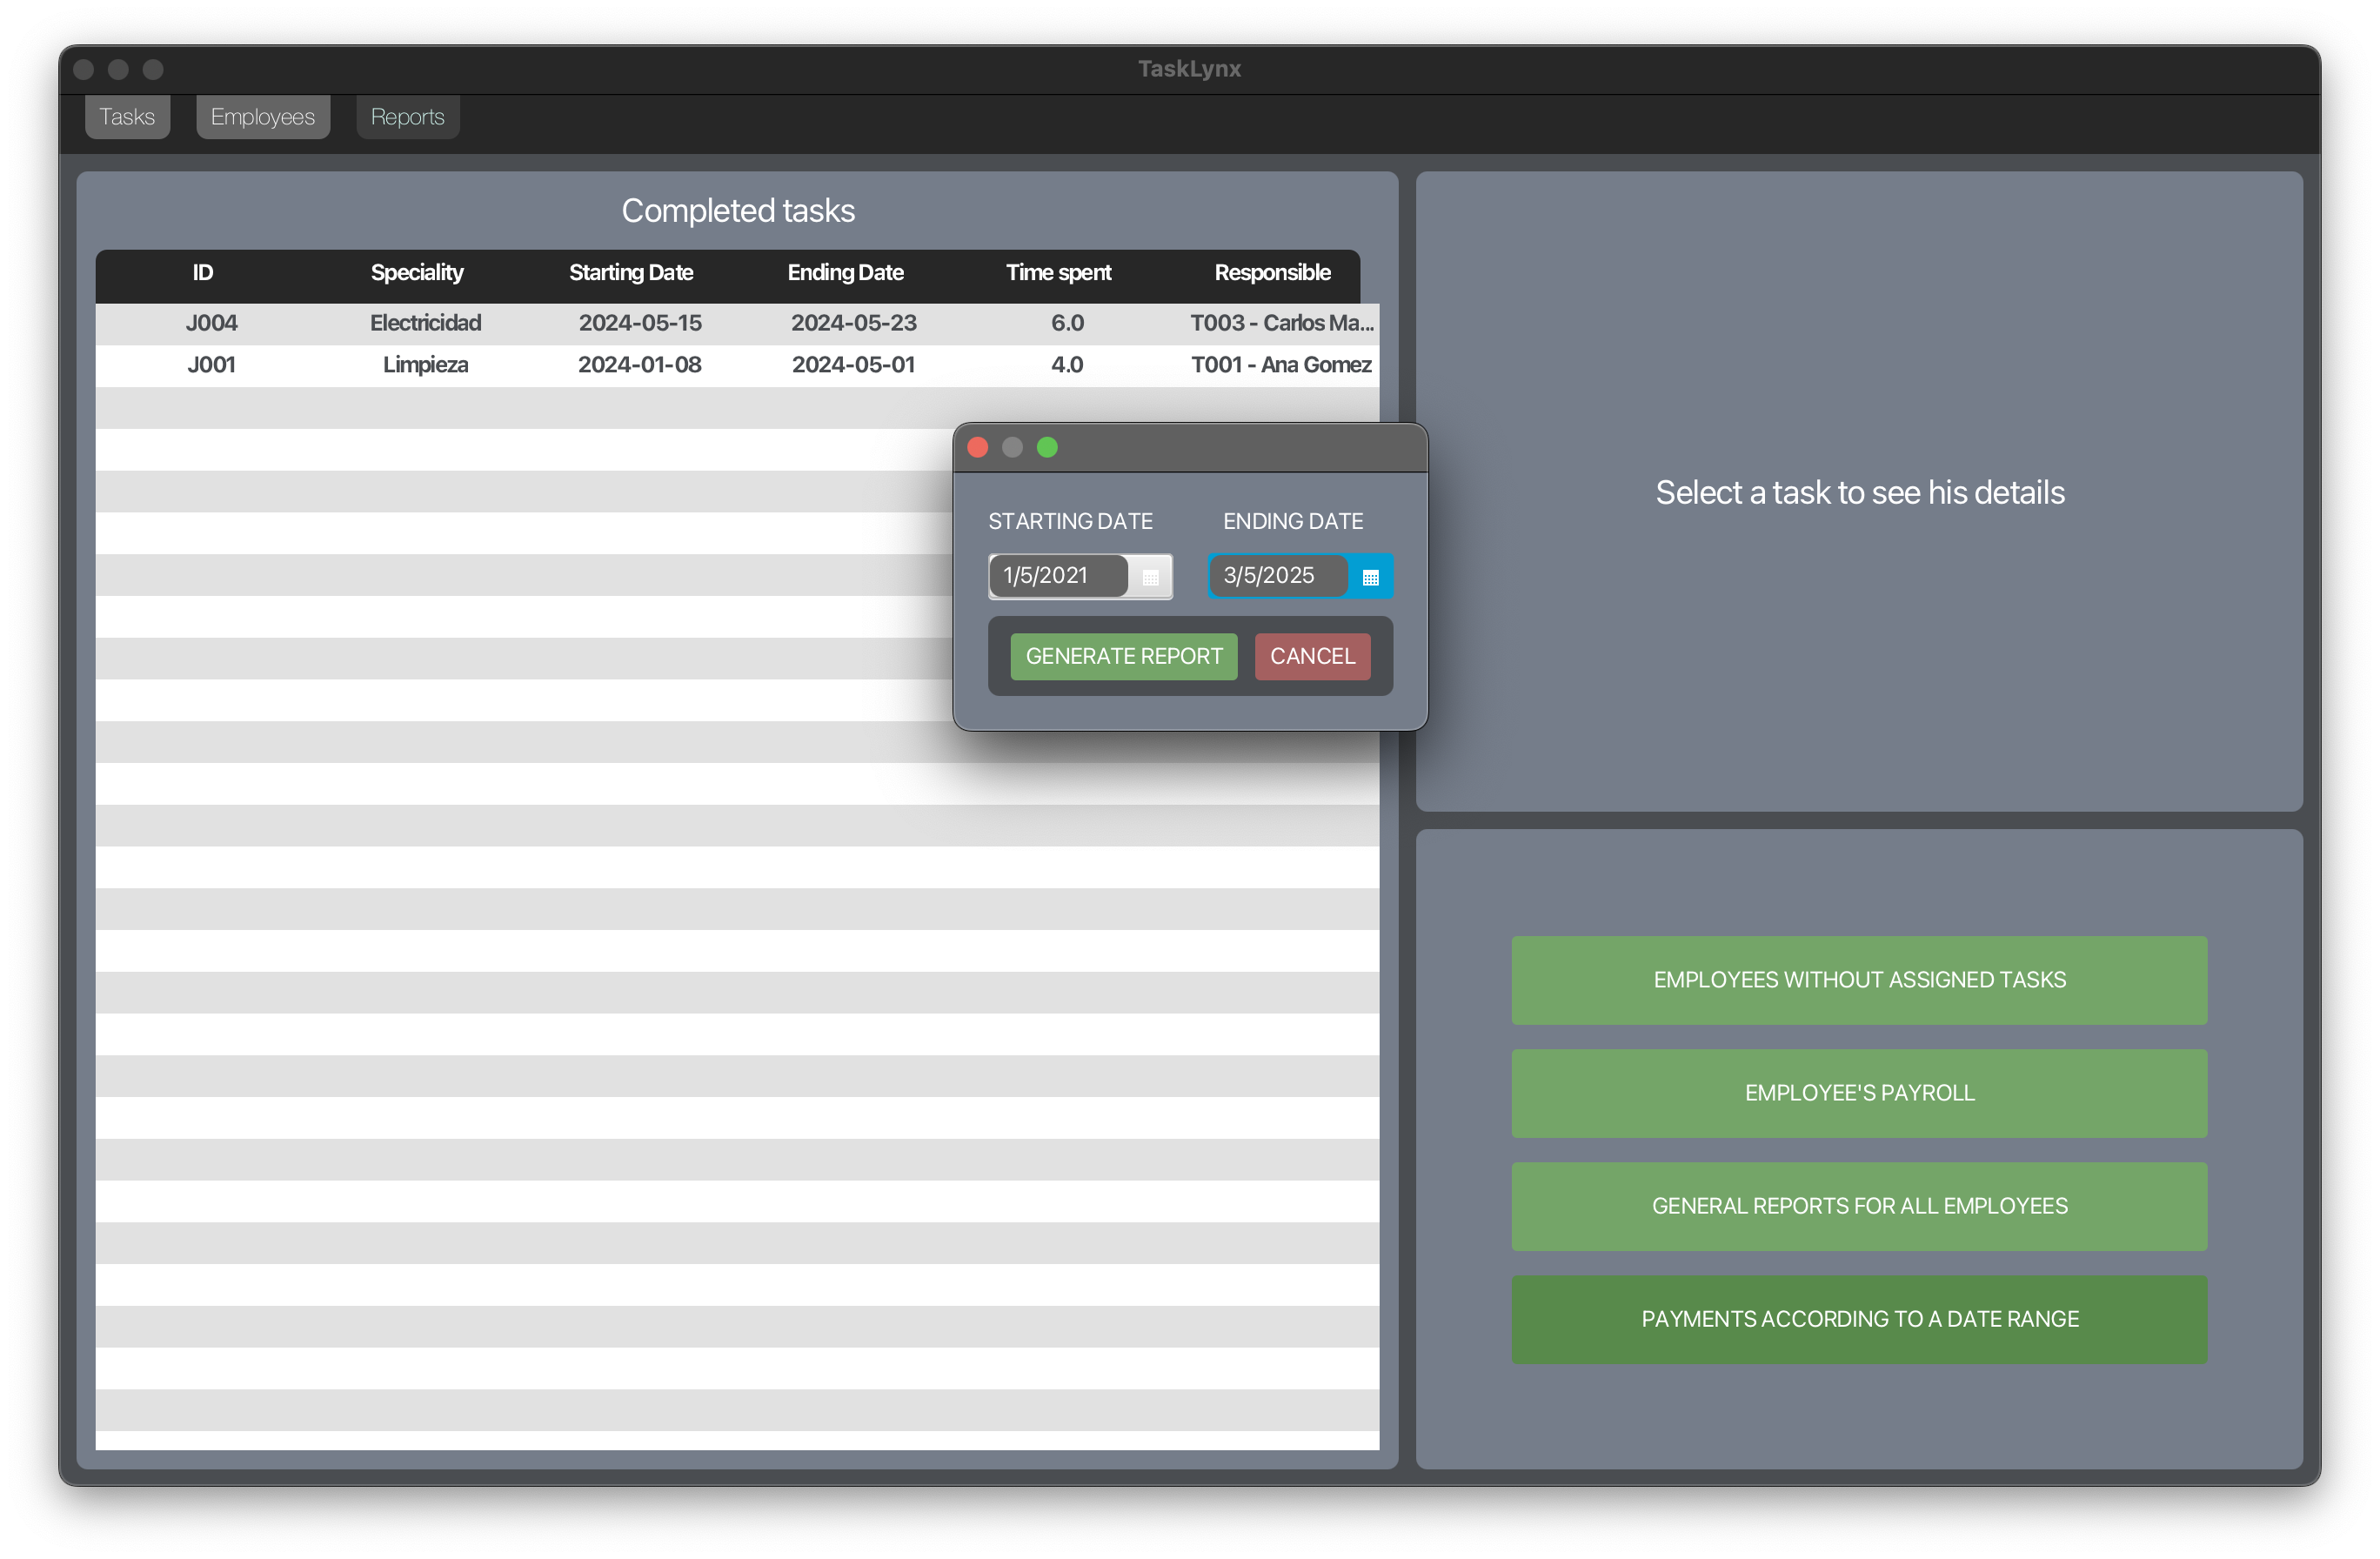 TaskLynx
Tasks Employees Reports
Completed tasks
ID Speciality Starting Date Ending Date Time spent Responsible
J004 Electricidad 2024-05-15 2024-05-23 6.0 T003 - Carlos Ma...
J001 Limpieza 2024-01-08 2024-05-01 4.0 T001 - Ana Gomez
STARTING DATE ENDING DATE
1/5/2021 3/5/2025
GENERATE REPORT CANCEL
Select a task to see his details
EMPLOYEES WITHOUT ASSIGNED TASKS
EMPLOYEE'S PAYROLL
GENERAL REPORTS FOR ALL EMPLOYEES
PAYMENTS ACCORDING TO A DATE RANGE